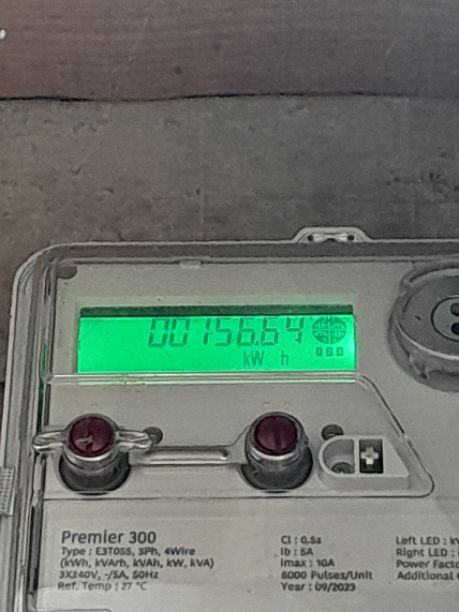 00156.64
kW h
Premier 300
Type : E3T055, 3Ph, 4Wire
(kWh, kVArh, kVAh, kW, kVA)
3X240V, -/5A, 50Hz
Ref. Temp : 27 °C
Cl : 0.5s
Ib : 5A
Imax : 10A
8000 Pulses/Unit
Year : 09/2023
Left LED :
Right LED :
Power Facto
Additional